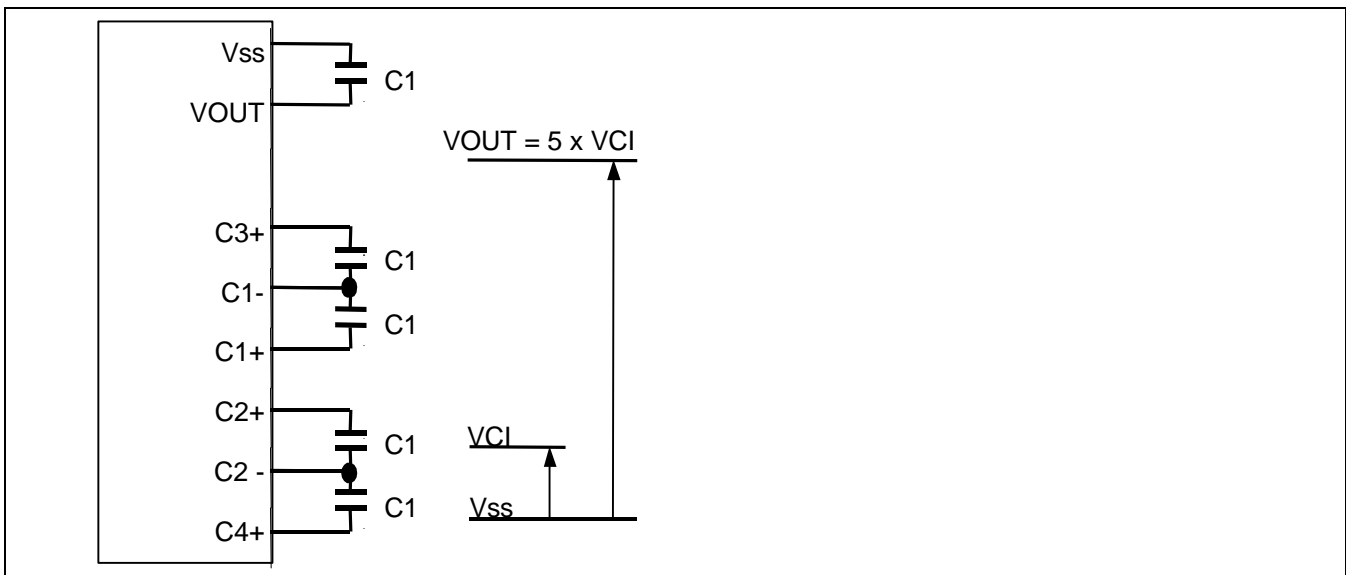 Vss
C1
VOUT
VOUT = 5 x VCI
C3+
C1
C1-
C1
C1+
C2+
C1
VCI
C2 -
C1
Vss
C4+